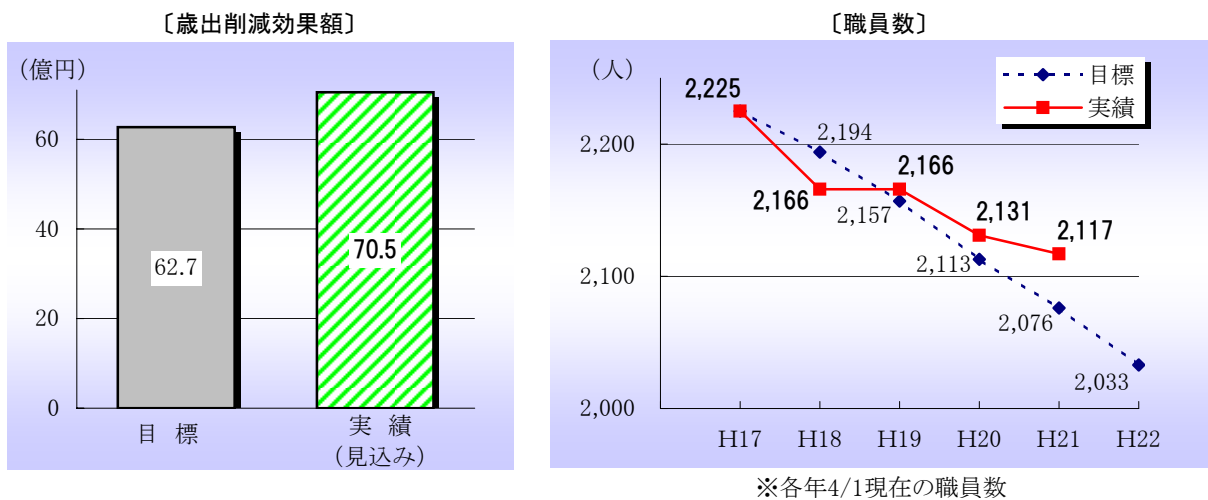 〔歳出削減効果額〕
(億円)
60
40
20
0
62.7
70.5
目 標
実 績
(見込み)
〔職員数〕
(人)
目標
実績
2,200
2,100
2,000
2,225
2,194
2,166
2,166
2,157
2,131
2,113
2,117
2,076
2,033
H17 H18 H19 H20 H21 H22
※各年4/1現在の職員数